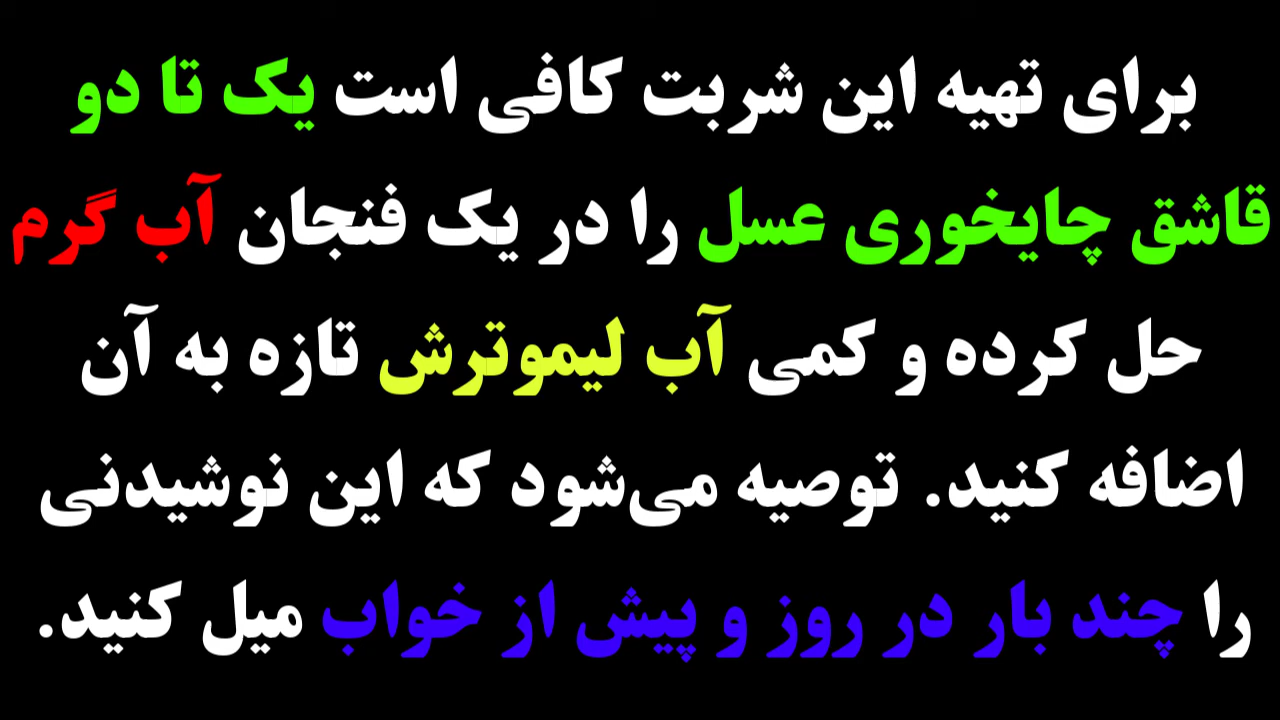 برای تهیه این شربت کافی است یک تا دو
قاشق چایخوری عسل را در یک فنجان آب گرم
حل کرده و کمی آب لیموترش تازه به آن
اضافه کنید. توصیه می‌شود که این نوشیدنی
را چند بار در روز و پیش از خواب میل کنید.